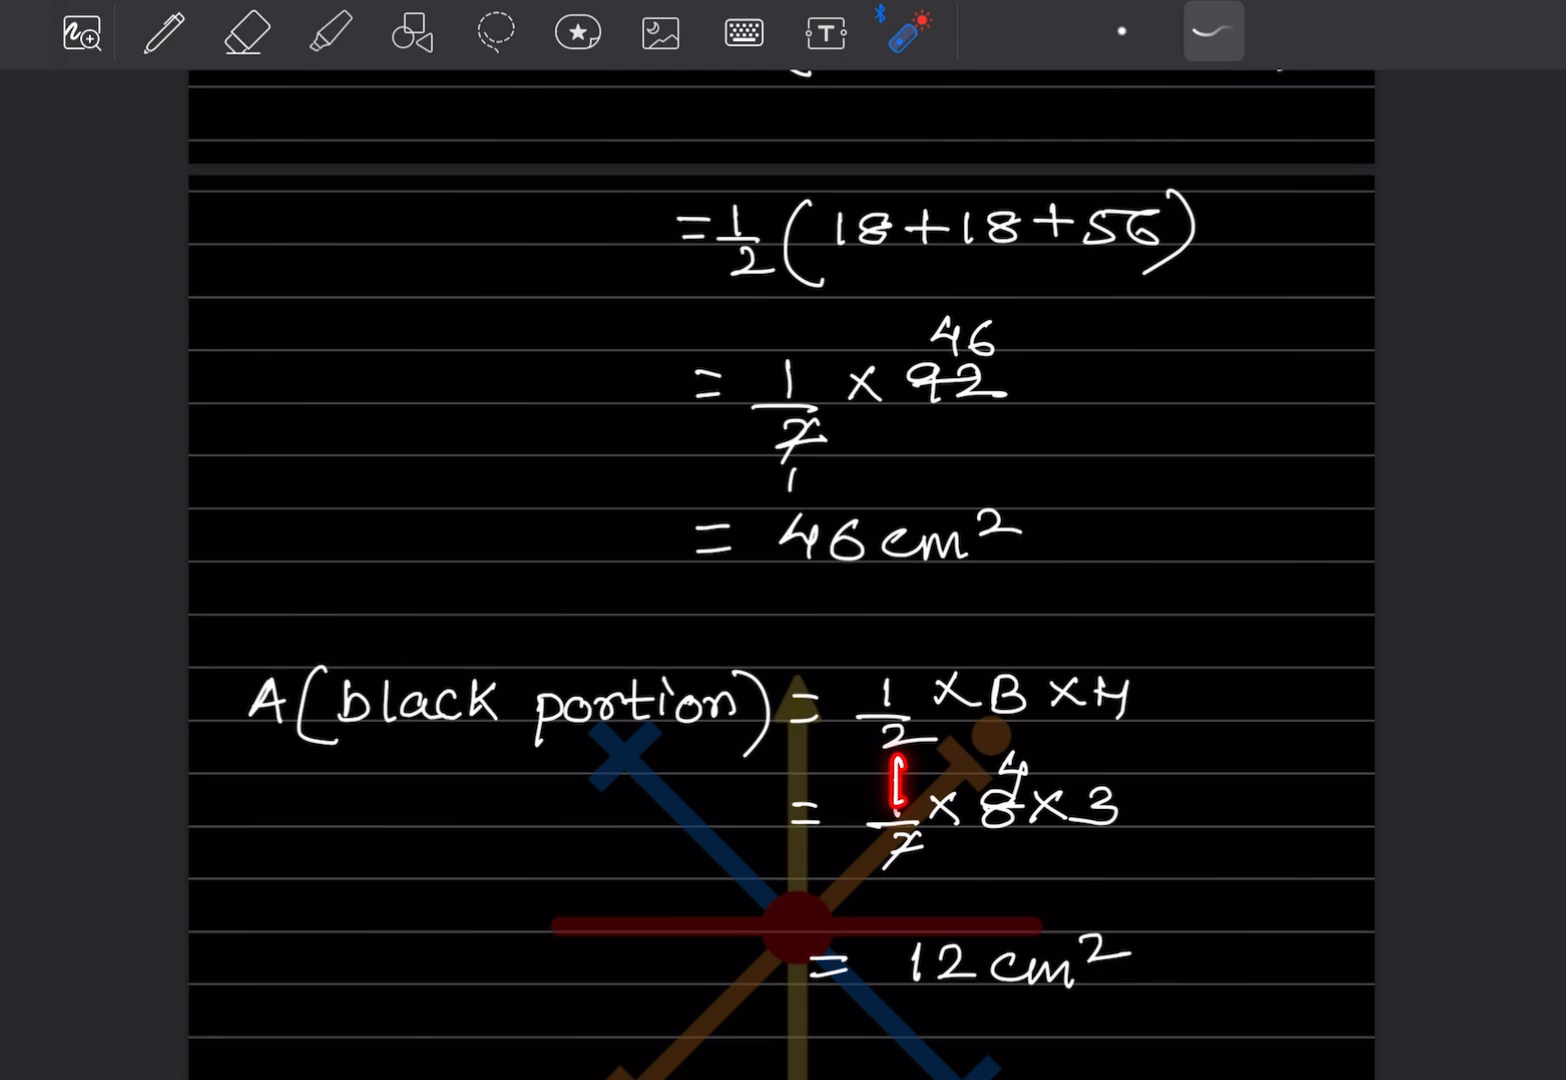 = 1/2 ( 18 + 18 + 56 )
46
= 1/2 × 92
1
= 46 cm²
A(black portion) = 1/2 × B × H
4
= 1/2 × 8 × 3
= 12 cm²